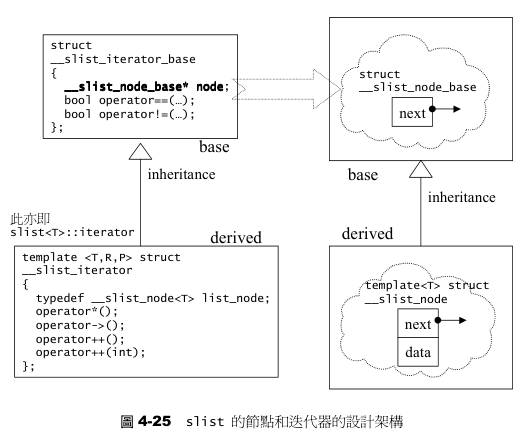 struct
__slist_iterator_base
{
__slist_node_base* node;
bool operator==(…);
bool operator!=(…);
};
base
struct
__slist_node_base
next
base
inheritance
inheritance
此亦即
slist<T>::iterator
derived
template <T,R,P> struct
__slist_iterator
{
typedef __slist_node<T> list_node;
operator*();
operator->();
operator++();
operator++(int);
};
derived
template<T> struct
__slist_node
next
data
圖 4-25 slist 的節點和迭代器的設計架構